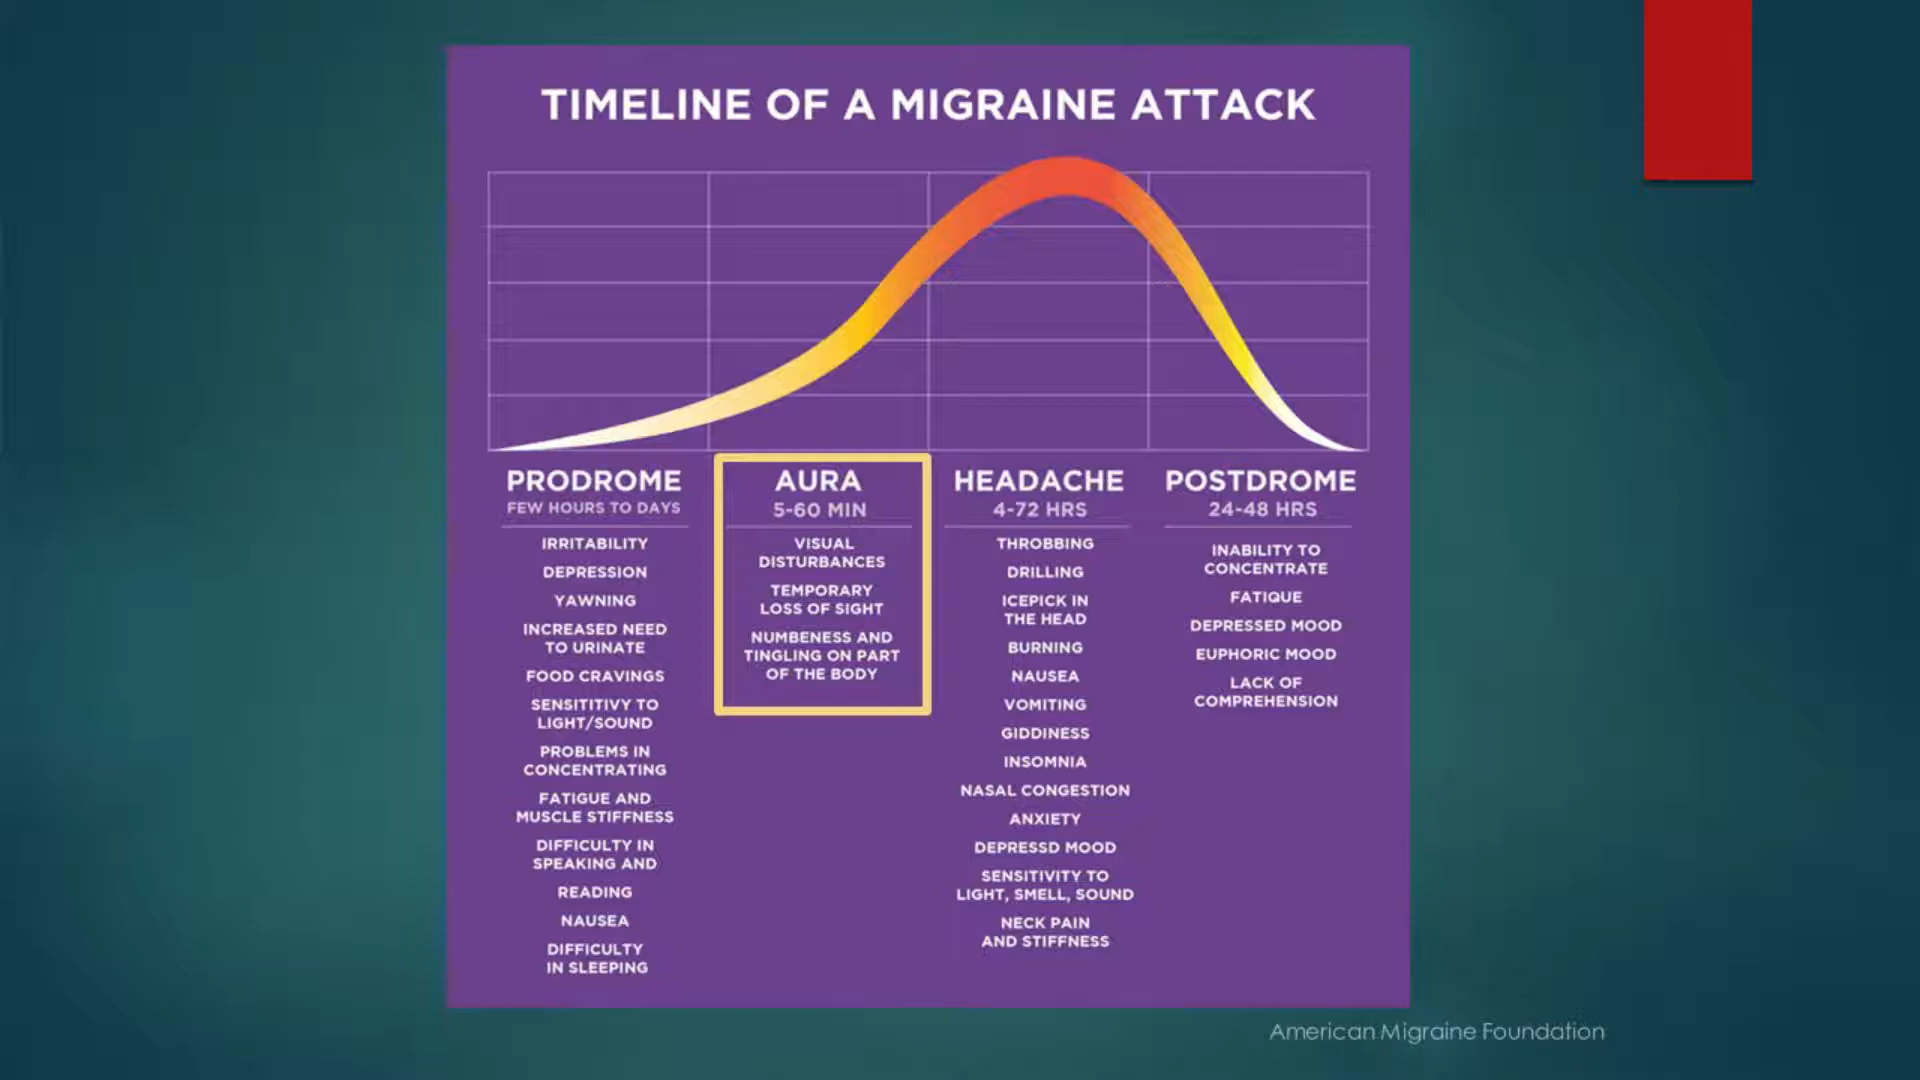 TIMELINE OF A MIGRAINE ATTACK
PRODROME
FEW HOURS TO DAYS
IRRITABILITY
DEPRESSION
YAWNING
INCREASED NEED
TO URINATE
FOOD CRAVINGS
SENSITITIVY TO
LIGHT/SOUND
PROBLEMS IN
CONCENTRATING
FATIGUE AND
MUSCLE STIFFNESS
DIFFICULTY IN
SPEAKING AND
READING
NAUSEA
DIFFICULTY
IN SLEEPING
AURA
5-60 MIN
VISUAL
DISTURBANCES
TEMPORARY
LOSS OF SIGHT
NUMBENESS AND
TINGLING ON PART
OF THE BODY
HEADACHE
4-72 HRS
THROBBING
DRILLING
ICEPICK IN
THE HEAD
BURNING
NAUSEA
VOMITING
GIDDINESS
INSOMNIA
NASAL CONGESTION
ANXIETY
DEPRESSD MOOD
SENSITIVITY TO
LIGHT, SMELL, SOUND
NECK PAIN
AND STIFFNESS
POSTDROME
24-48 HRS
INABILITY TO
CONCENTRATE
FATIQUE
DEPRESSED MOOD
EUPHORIC MOOD
LACK OF
COMPREHENSION
American Migraine Foundation